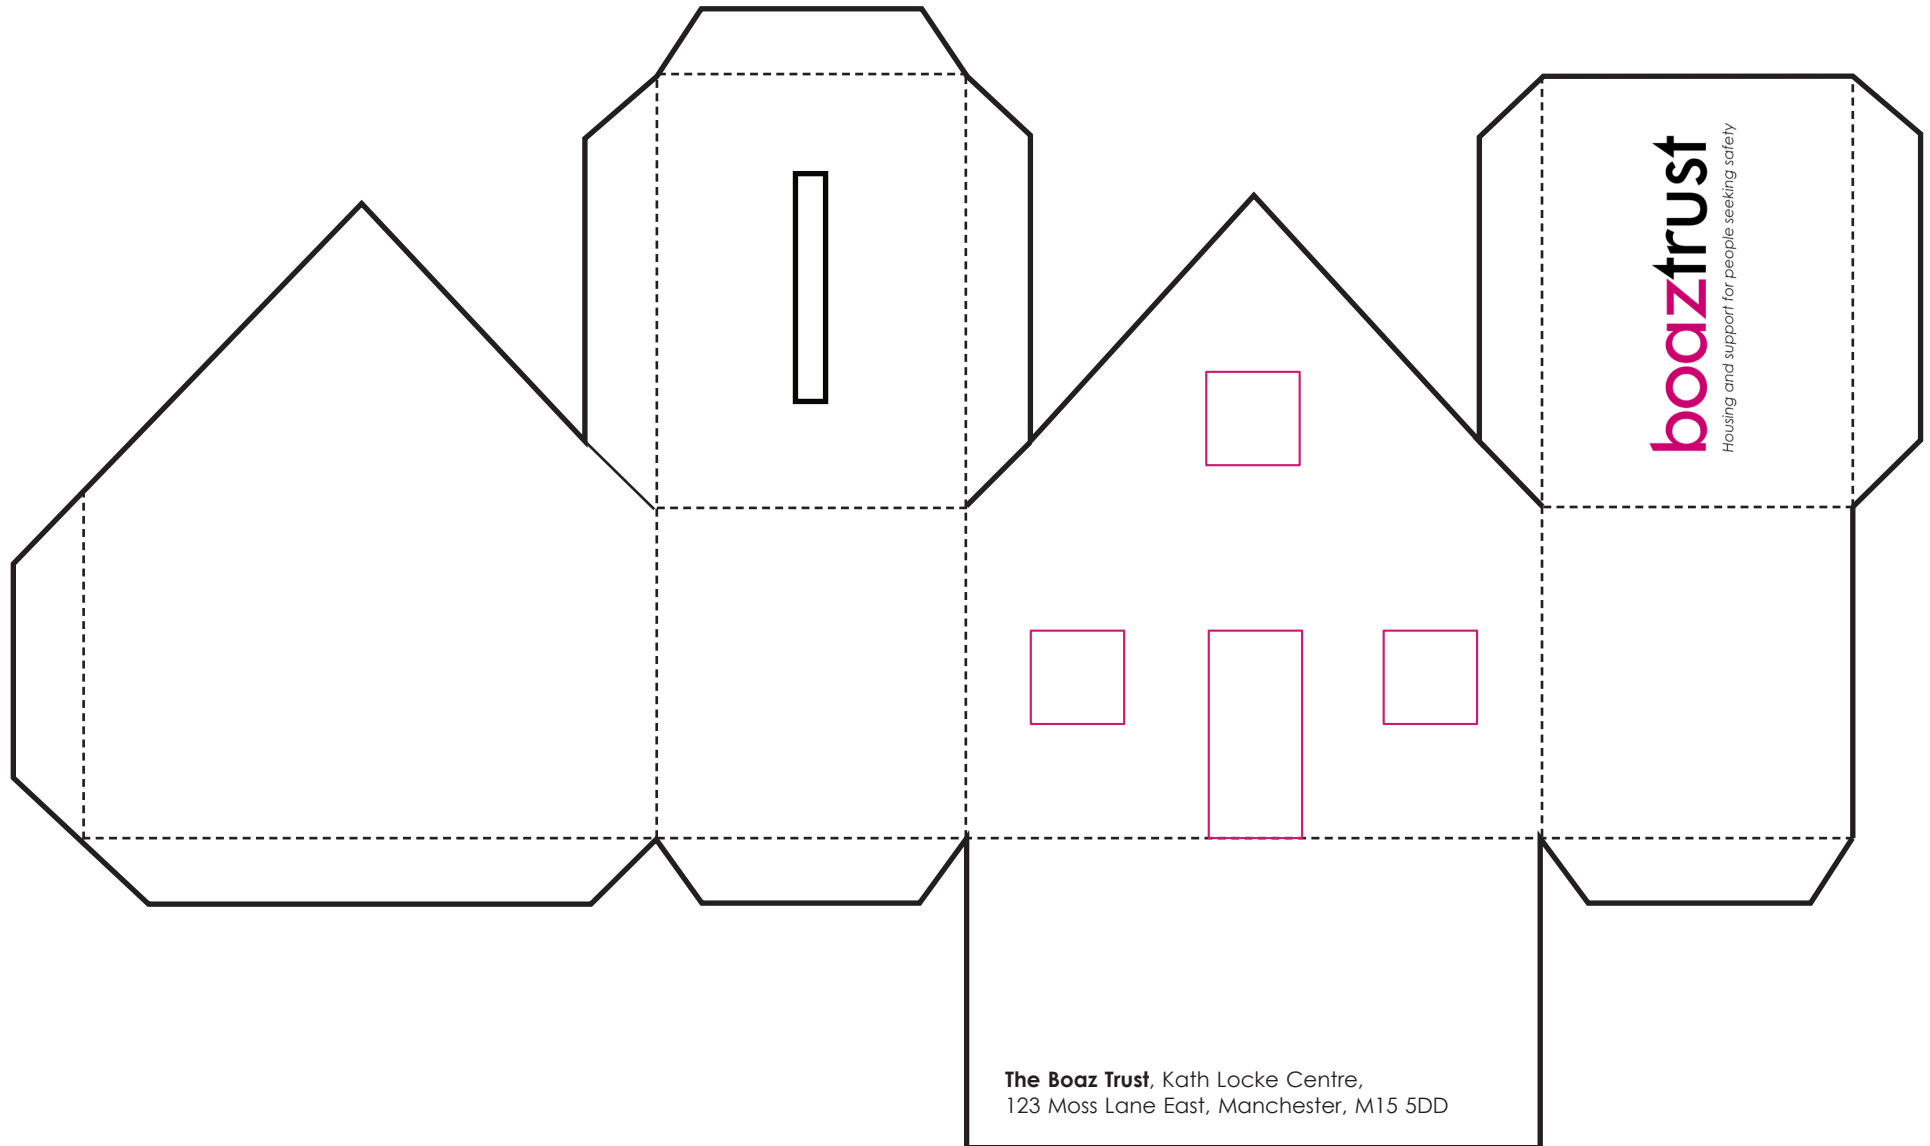 boaztrust
Housing and support for people seeking safety
The Boaz Trust, Kath Locke Centre,
123 Moss Lane East, Manchester, M15 5DD